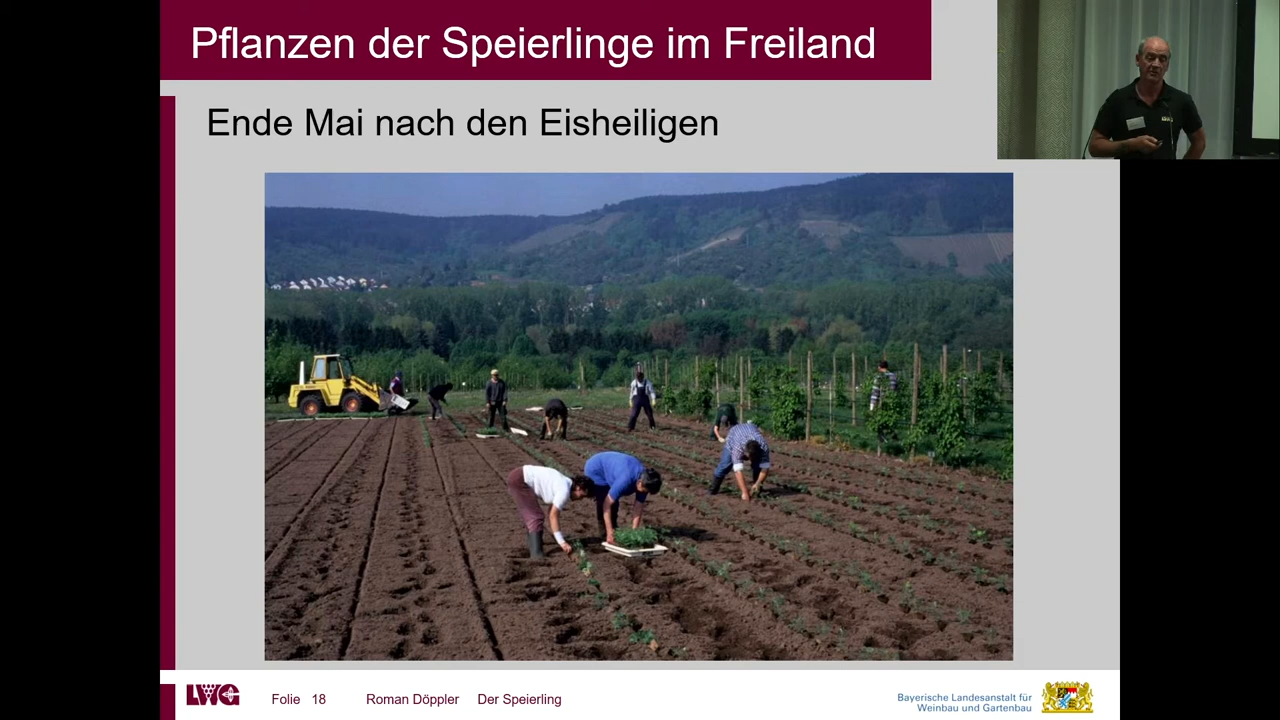 Pflanzen der Speierlinge im Freiland
Ende Mai nach den Eisheiligen
LWG
Folie 18
Roman Döppler
Der Speierling
Bayerische Landesanstalt für
Weinbau und Gartenbau